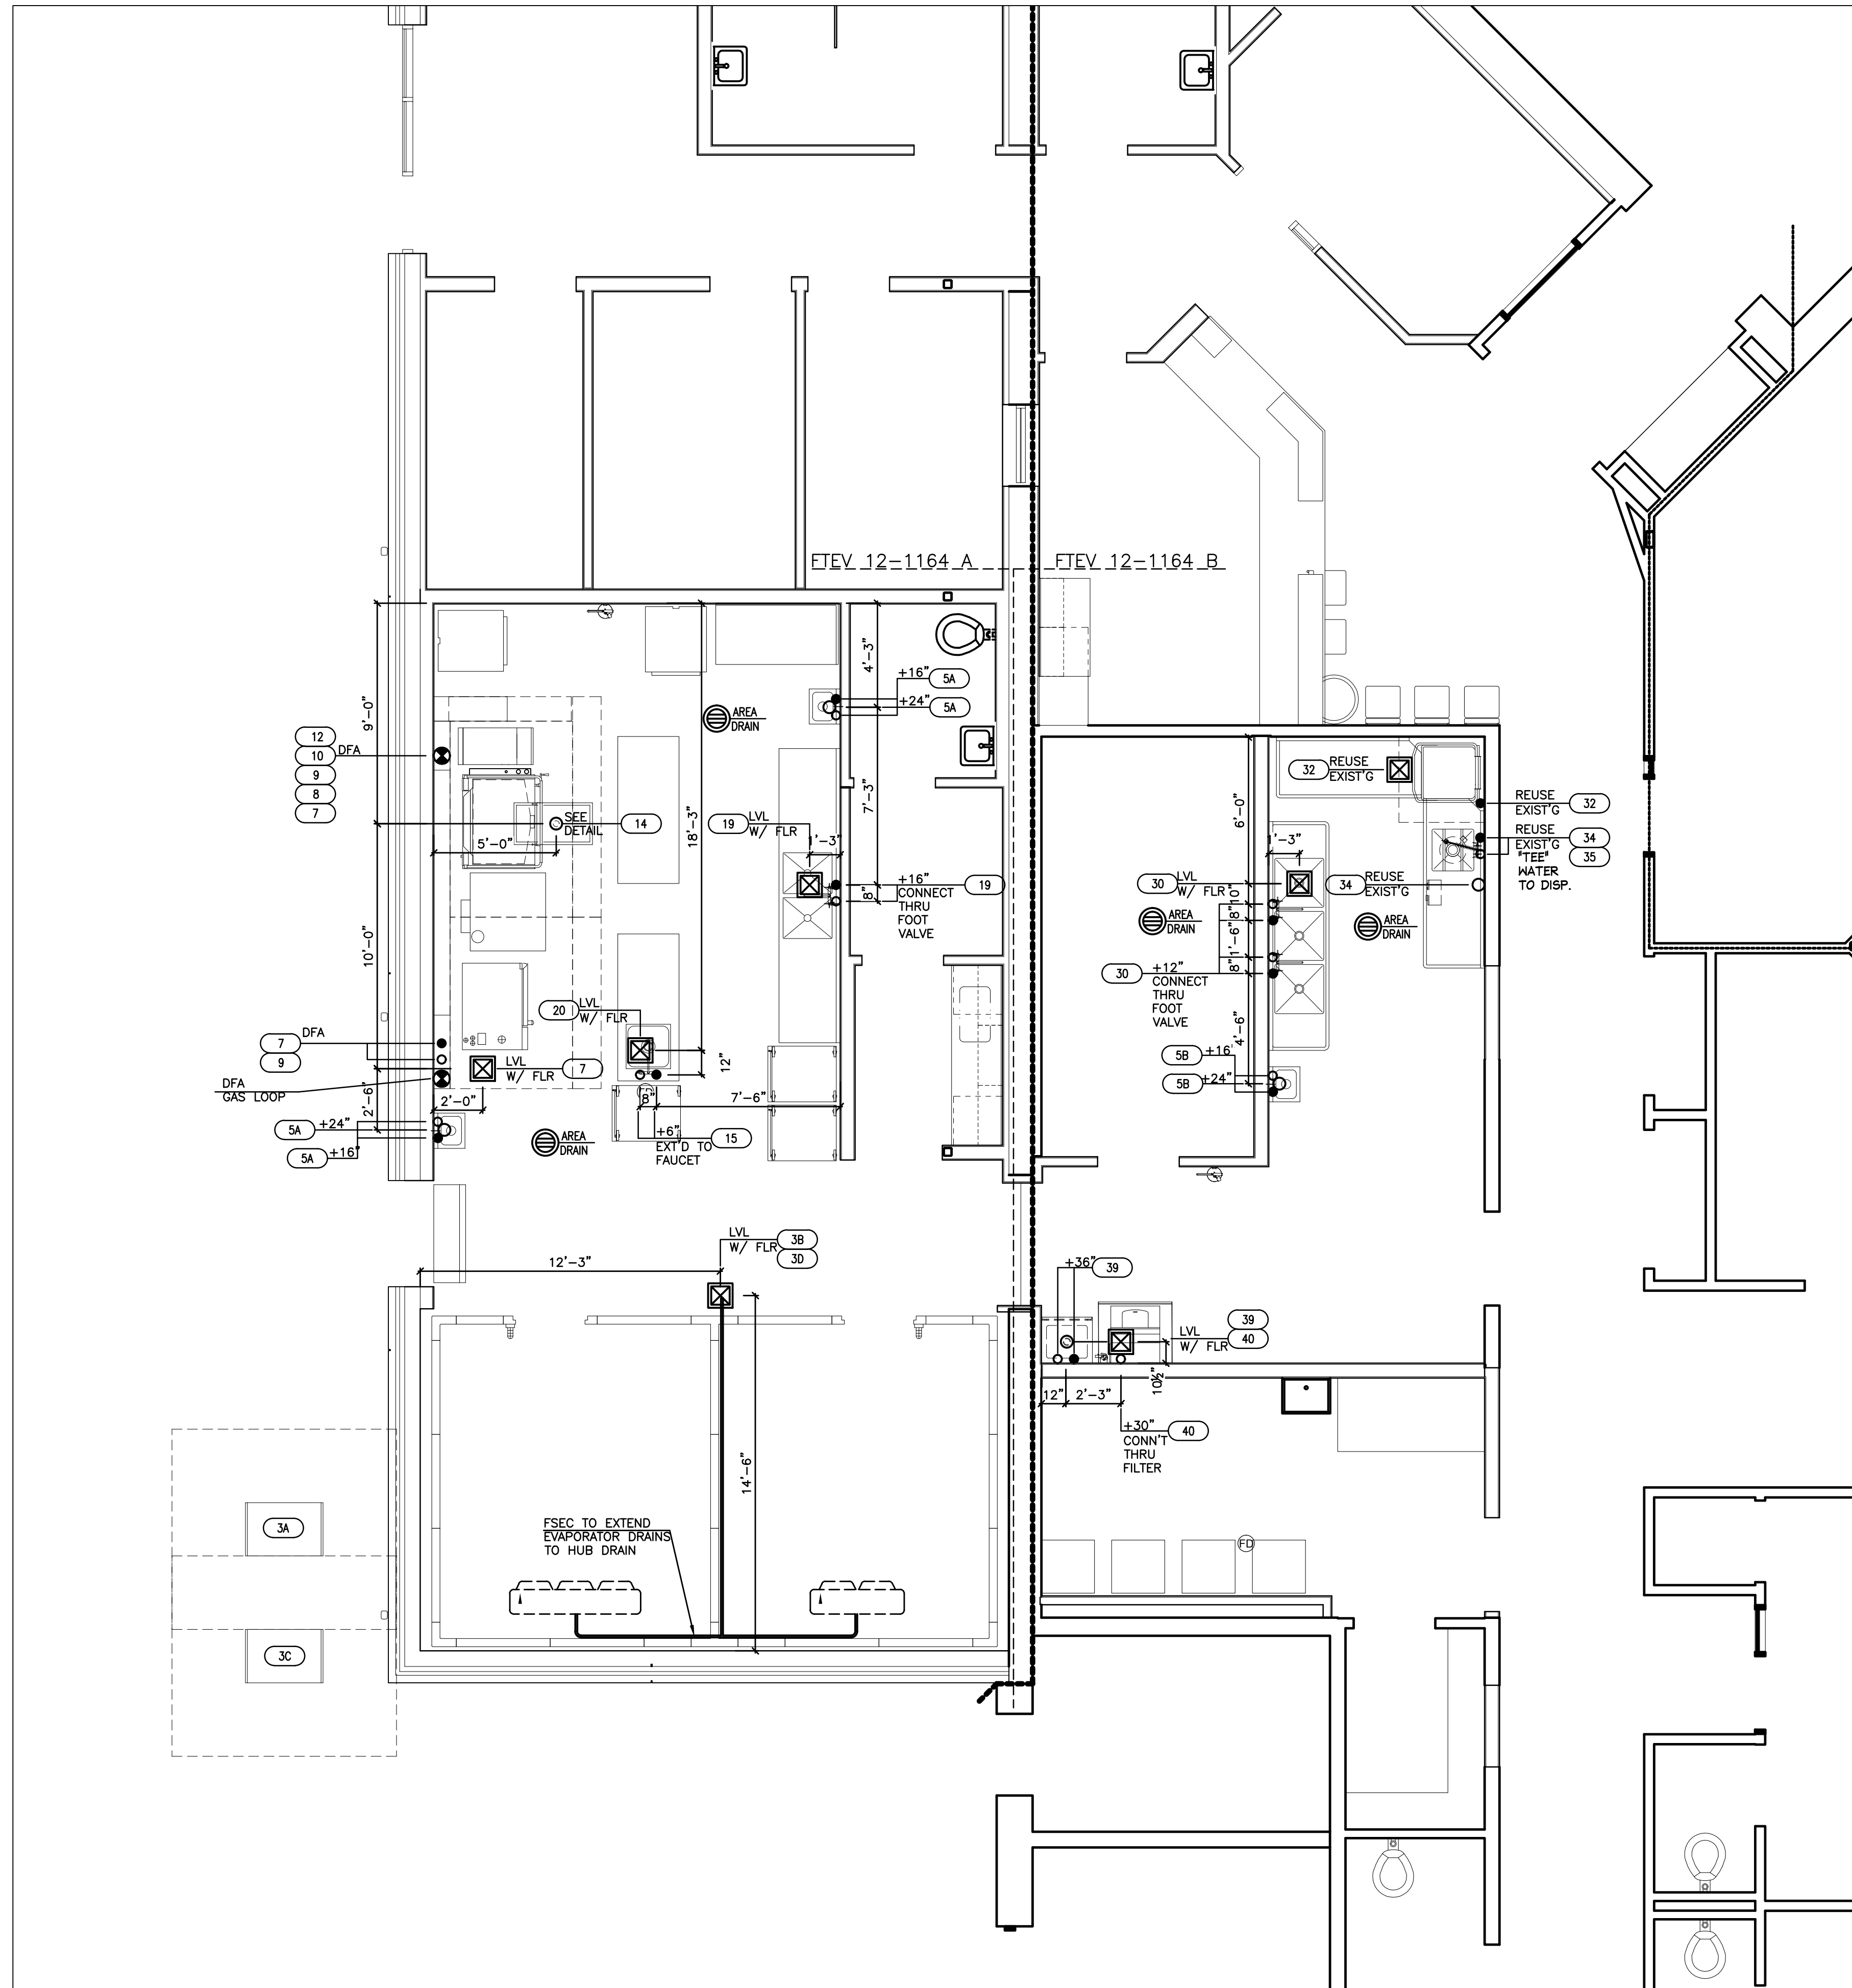 FTEV 12-1164 A
FTEV 12-1164 B
9'-0"
4'-3"
+16"
5A
+24"
5A
AREA
DRAIN
12
10
DFA
9
8
7
7'-3"
6'-0"
32
REUSE
EXIST'G
REUSE
EXIST'G
32
SEE
DETAIL
14
18'-3"
19
LVL
W/ FLR
1'-3"
5'-0"
1'-3"
REUSE
EXIST'G
"TEE"
WATER
TO DISP.
34
35
8"
+16"
CONNECT
THRU
FOOT
VALVE
19
30
LVL
W/ FLR
10"
34
REUSE
EXIST'G
8"
AREA
DRAIN
AREA
DRAIN
10'-0"
1'-6"
8"
30
+12"
CONNECT
THRU
FOOT
VALVE
20
LVL
W/ FLR
4'-6"
7
DFA
9
12"
5B
+16"
5B
+24"
LVL
W/ FLR
7
DFA
GAS LOOP
2'-6"
2'-0"
8"
7'-6"
5A
+24"
5A
+16"
AREA
DRAIN
+6"
EXT'D TO
FAUCET
15
LVL
W/ FLR
3B
3D
12'-3"
+36"
39
39
LVL
W/ FLR
40
10½"
12"
2'-3"
+30"
CONN'T
THRU
FILTER
40
14'-6"
3A
FSEC TO EXTEND
EVAPORATOR DRAINS
TO HUB DRAIN
FD
3C